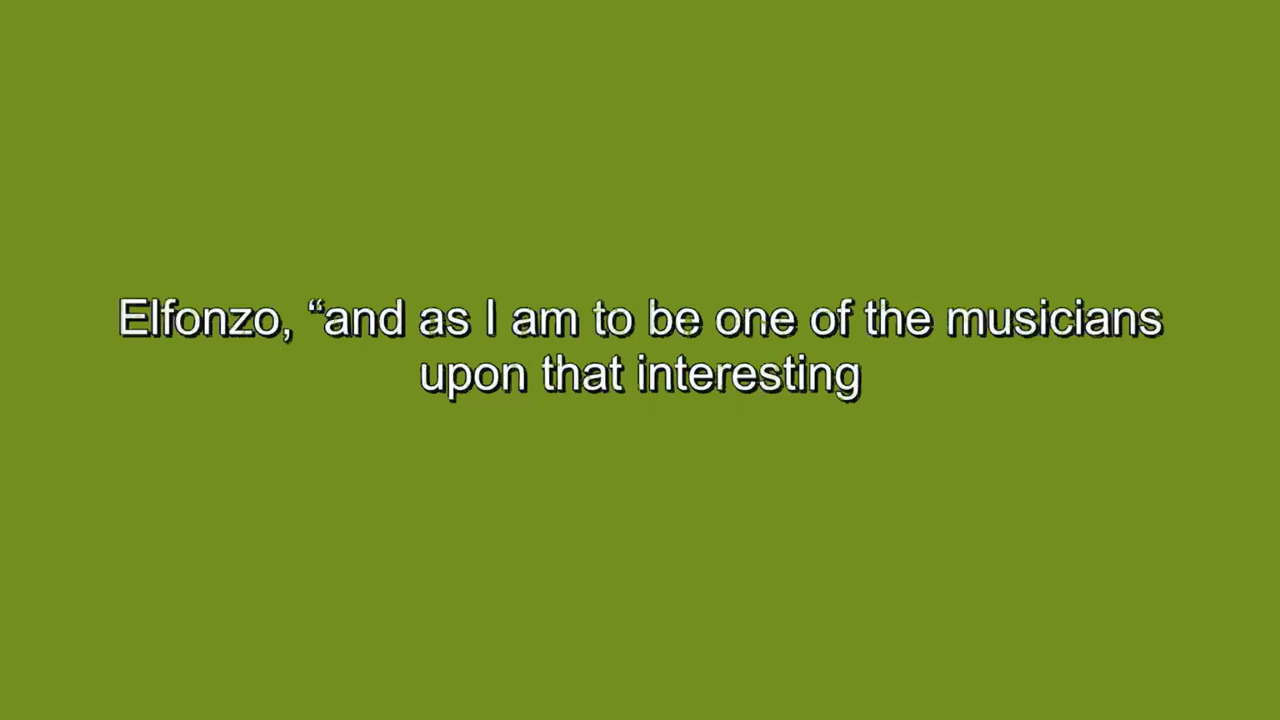 Elfonzo, “and as I am to be one of the musicians
upon that interesting